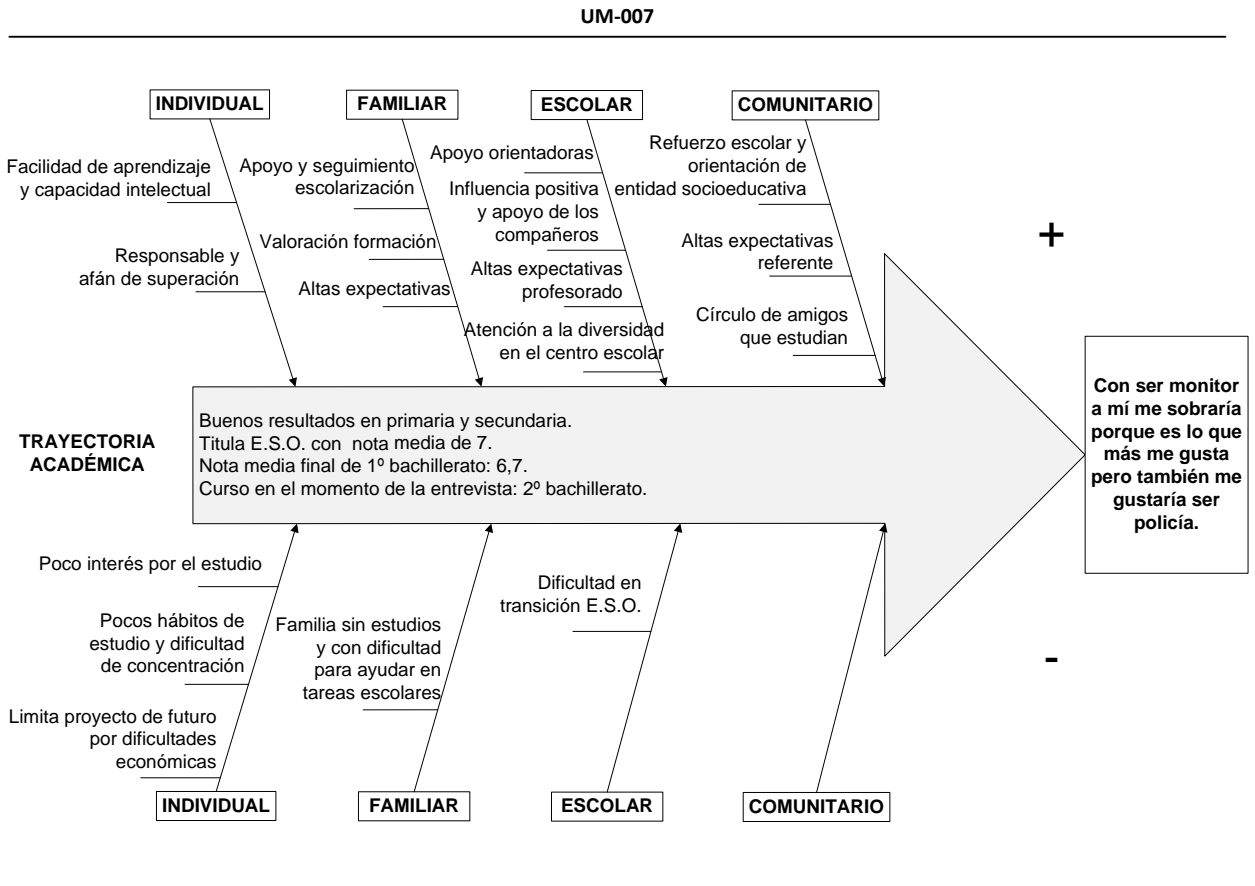 UM-007
INDIVIDUAL
FAMILIAR
ESCOLAR
COMUNITARIO
Facilidad de aprendizaje
y capacidad intelectual
Responsable y
afán de superación
Apoyo y seguimiento
escolarización
Valoración formación
Altas expectativas
Apoyo orientadoras
Influencia positiva
y apoyo de los
compañeros
Altas expectativas
profesorado
Atención a la diversidad
en el centro escolar
Refuerzo escolar y
orientación de
entidad socioeducativa
Altas expectativas
referente
Círculo de amigos
que estudian
+
TRAYECTORIA
ACADÉMICA
Buenos resultados en primaria y secundaria.
Titula E.S.O. con nota media de 7.
Nota media final de 1º bachillerato: 6,7.
Curso en el momento de la entrevista: 2º bachillerato.
Con ser monitor
a mí me sobraría
porque es lo que
más me gusta
pero también me
gustaría ser
policía.
Poco interés por el estudio
Pocos hábitos de
estudio y dificultad
de concentración
Limita proyecto de futuro
por dificultades
económicas
Familia sin estudios
y con dificultad
para ayudar en
tareas escolares
Dificultad en
transición E.S.O.
-
INDIVIDUAL
FAMILIAR
ESCOLAR
COMUNITARIO